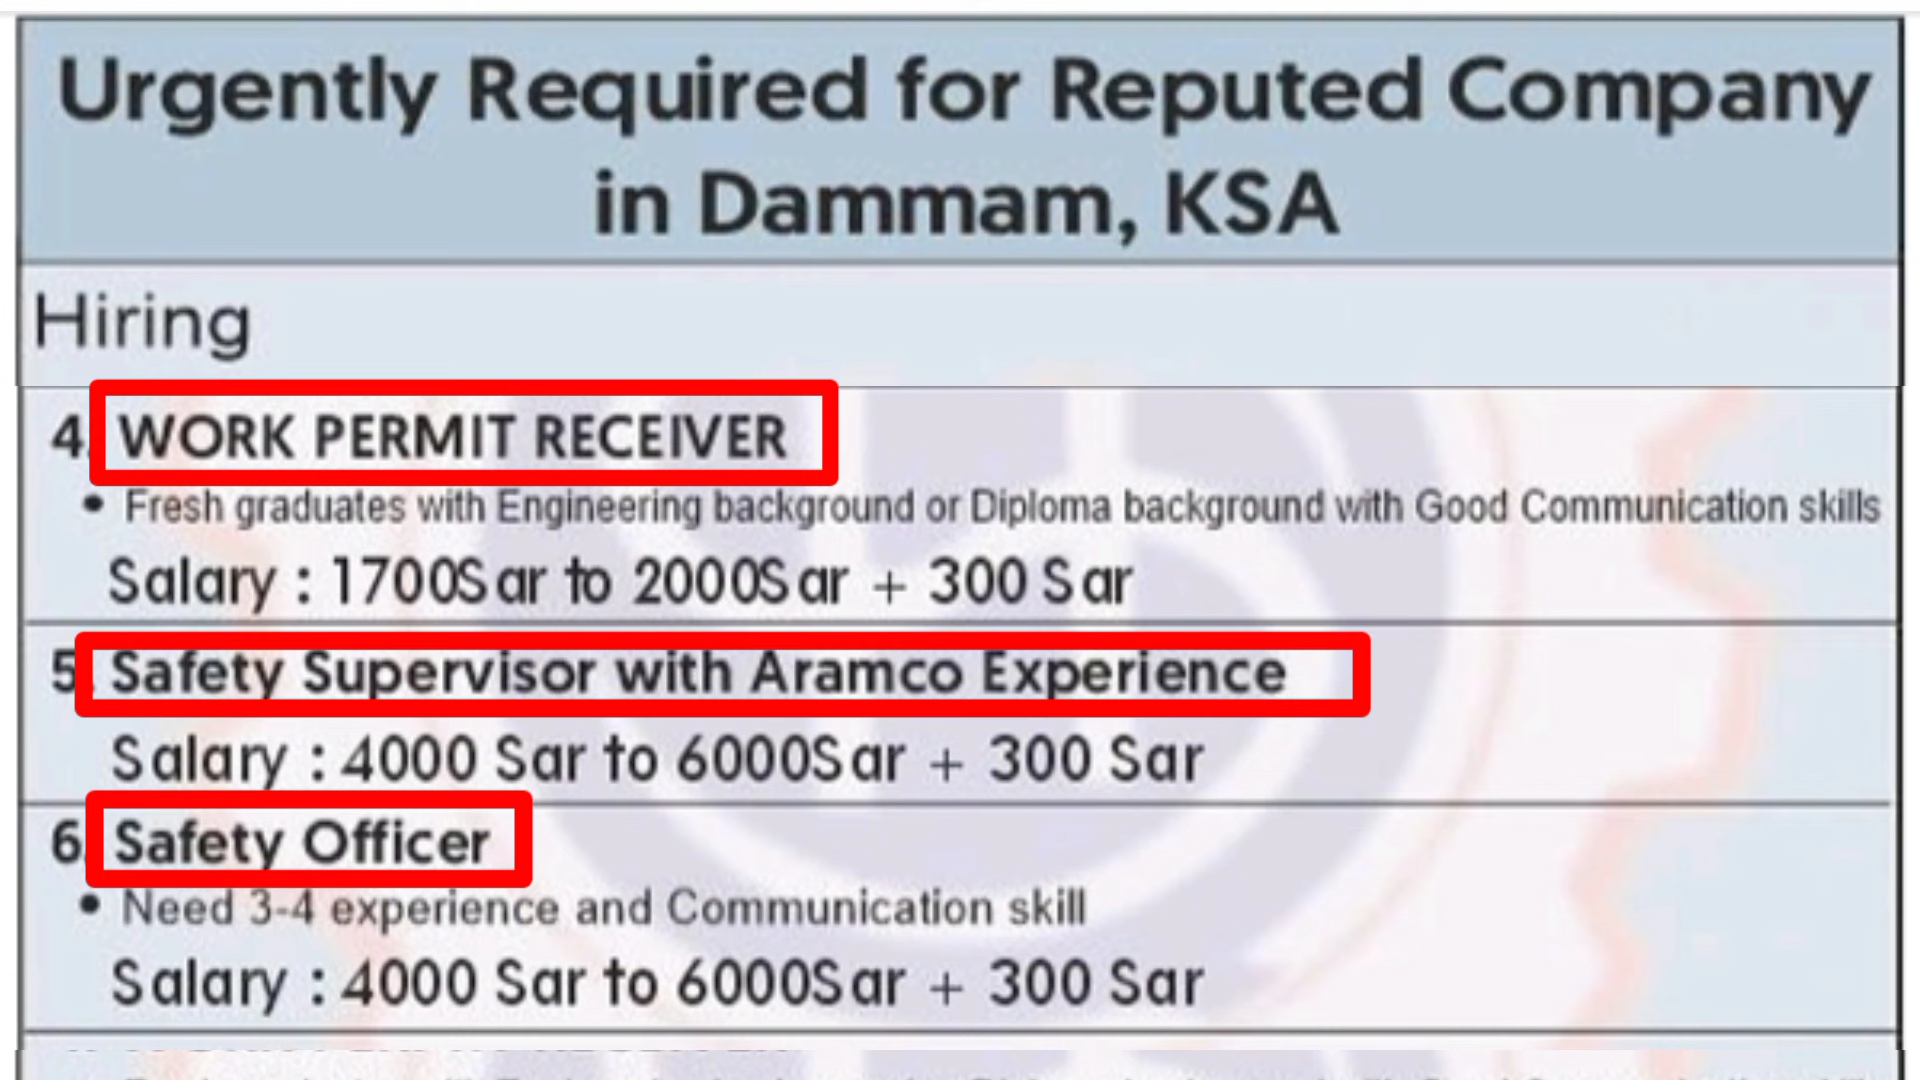 Urgently Required for Reputed Company
in Dammam, KSA
Hiring
4. WORK PERMIT RECEIVER
• Fresh graduates with Engineering background or Diploma background with Good Communication skills
Salary : 1700Sar to 2000Sar + 300 Sar
5. Safety Supervisor with Aramco Experience
Salary : 4000 Sar to 6000Sar + 300 Sar
6. Safety Officer
• Need 3-4 experience and Communication skill
Salary : 4000 Sar to 6000Sar + 300 Sar